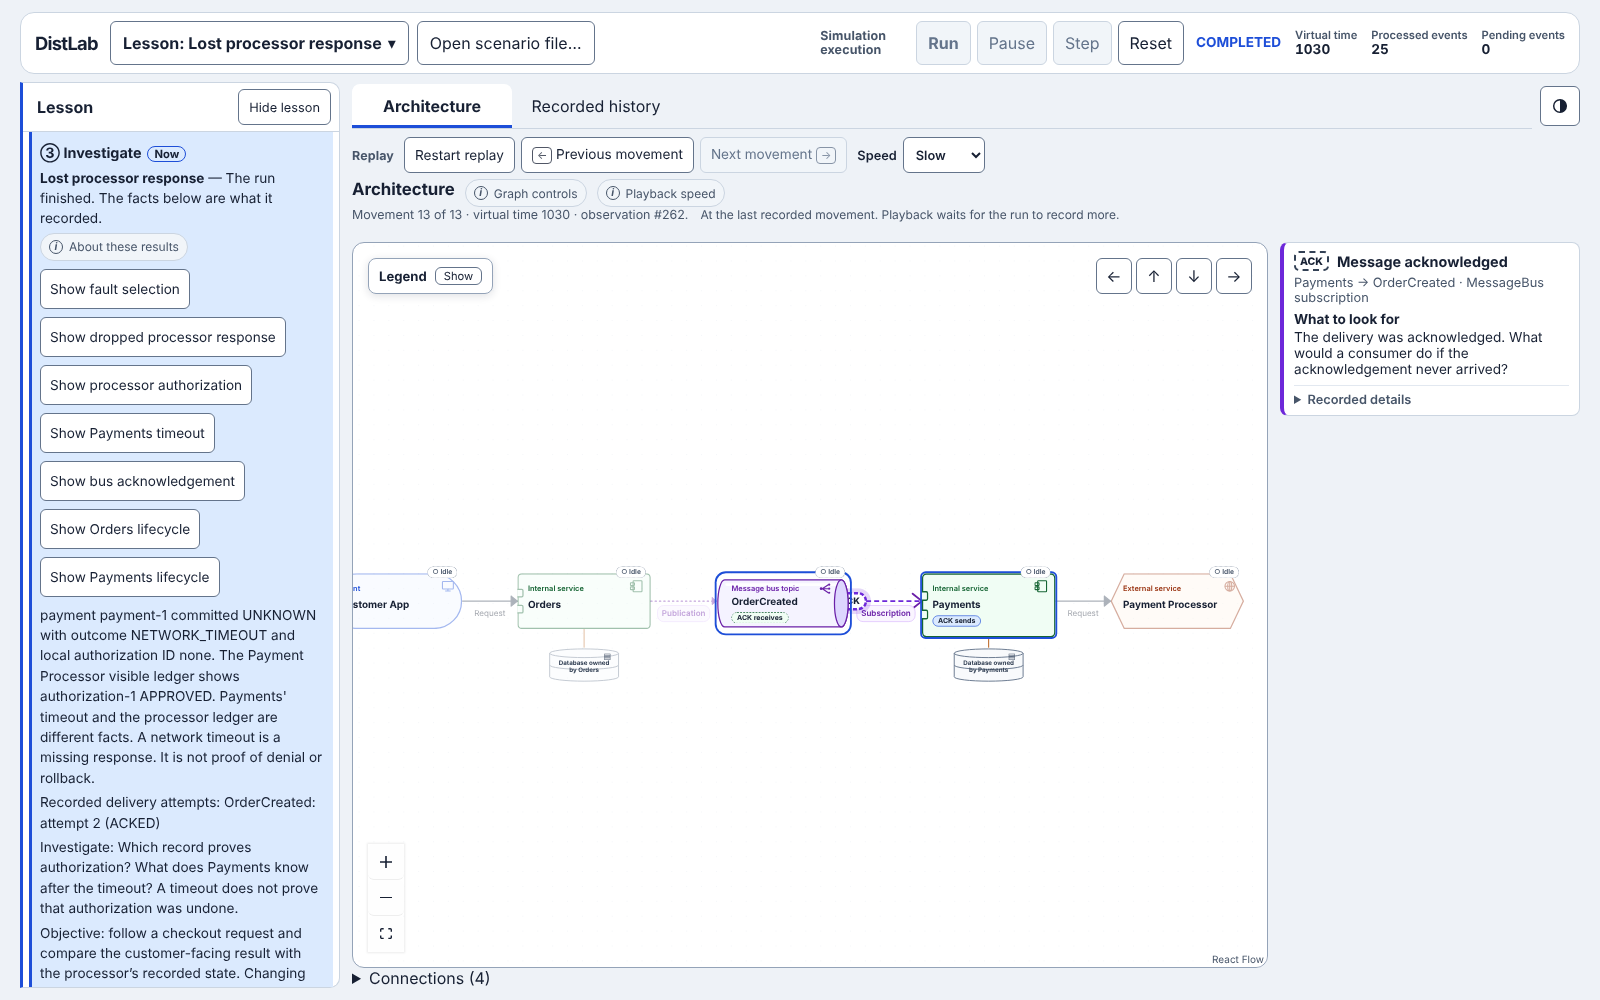 DistLab
Lesson: Lost processor response ▾
Open scenario file...
Simulation
execution
Run
Pause
Step
Reset
COMPLETED
Virtual time
1030
Processed events
25
Pending events
0
Lesson
Hide lesson
3 Investigate Now
Lost processor response — The run
finished. The facts below are what it
recorded.
i About these results
Show fault selection
Show dropped processor response
Show processor authorization
Show Payments timeout
Show bus acknowledgement
Show Orders lifecycle
Show Payments lifecycle
payment payment-1 committed UNKNOWN
with outcome NETWORK_TIMEOUT and
local authorization ID none. The Payment
Processor visible ledger shows
authorization-1 APPROVED. Payments'
timeout and the processor ledger are
different facts. A network timeout is a
missing response. It is not proof of denial or
rollback.
Recorded delivery attempts: OrderCreated:
attempt 2 (ACKED)
Investigate: Which record proves
authorization? What does Payments know
after the timeout? A timeout does not prove
that authorization was undone.
Objective: follow a checkout request and
compare the customer-facing result with
the processor's recorded state. Changing
Architecture
Recorded history
Replay
Restart replay
← Previous movement
Next movement →
Speed
Slow
Architecture
i Graph controls
i Playback speed
Movement 13 of 13 · virtual time 1030 · observation #262. At the last recorded movement. Playback waits for the run to record more.
Legend
Show
← ↑ ↓ →
Idle
nt
stomer App
Request
Idle
Internal service
Orders
Database owned
by Orders
Publication
Idle
Message bus topic
OrderCreated
ACK receives
CK
Subscription
Idle
Internal service
Payments
ACK sends
Database owned
by Payments
Request
Idle
External service
Payment Processor
+
−
React Flow
▶ Connections (4)
ACK Message acknowledged
Payments → OrderCreated · MessageBus
subscription
What to look for
The delivery was acknowledged. What
would a consumer do if the
acknowledgement never arrived?
▶ Recorded details